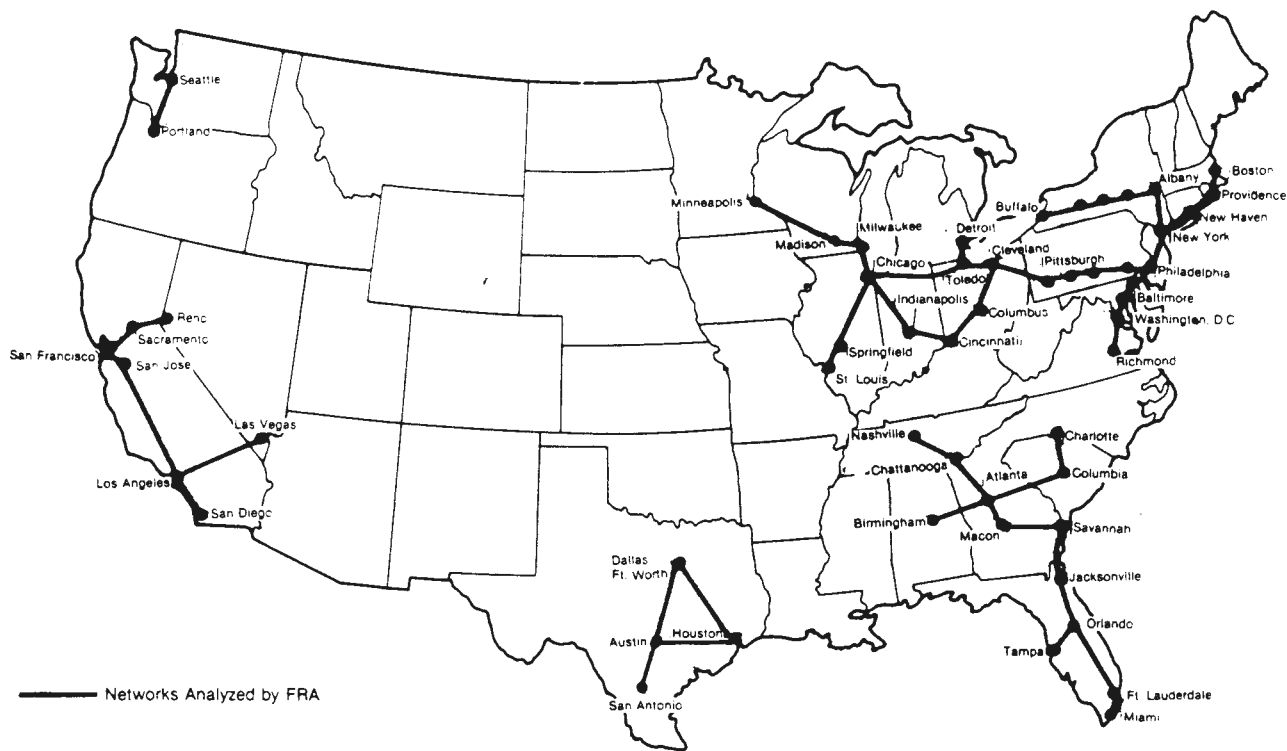 Seattle
Portland
Minneapolis
Madison
Milwaukee
Chicago
Detroit
Toledo
Cleveland
Buffalo
Albany
Boston
Providence
New Haven
New York
Pittsburgh
Philadelphia
Baltimore
Washington, D.C
Richmond
Indianapolis
Columbus
Cincinnati
Springfield
St. Louis
Reno
Sacramento
San Francisco
San Jose
Las Vegas
Los Angeles
San Diego
Nashville
Chattanooga
Atlanta
Charlotte
Columbia
Birmingham
Macon
Savannah
Jacksonville
Orlando
Tampa
Ft. Lauderdale
Miami
Dallas
Ft. Worth
Austin
Houston
San Antonio
Networks Analyzed by FRA